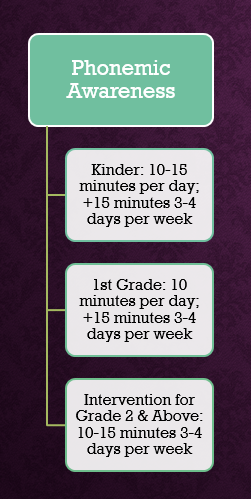 Phonemic
Awareness
Kinder: 10-15
minutes per day;
+15 minutes 3-4
days per week
1st Grade: 10
minutes per day;
+15 minutes 3-4
days per week
Intervention for
Grade 2 & Above:
10-15 minutes 3-4
days per week